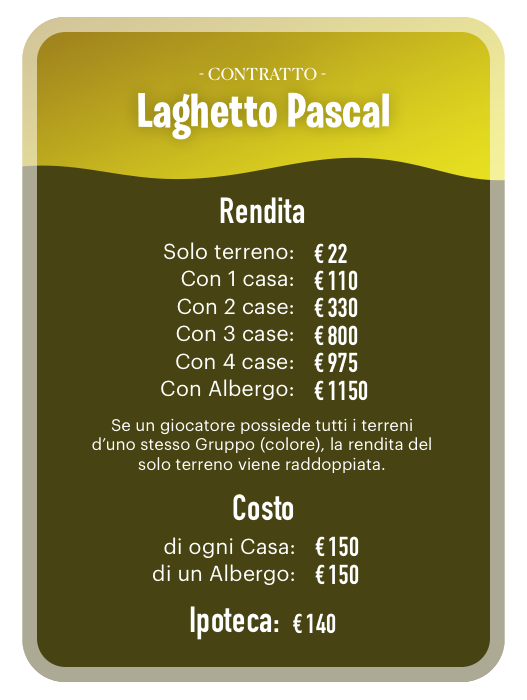 - CONTRATTO -
Laghetto Pascal
Rendita
Solo terreno: € 22
Con 1 casa: € 110
Con 2 case: € 330
Con 3 case: € 800
Con 4 case: € 975
Con Albergo: € 1150
Se un giocatore possiede tutti i terreni
d’uno stesso Gruppo (colore), la rendita del
solo terreno viene raddoppiata.
Costo
di ogni Casa: € 150
di un Albergo: € 150
Ipoteca: € 140